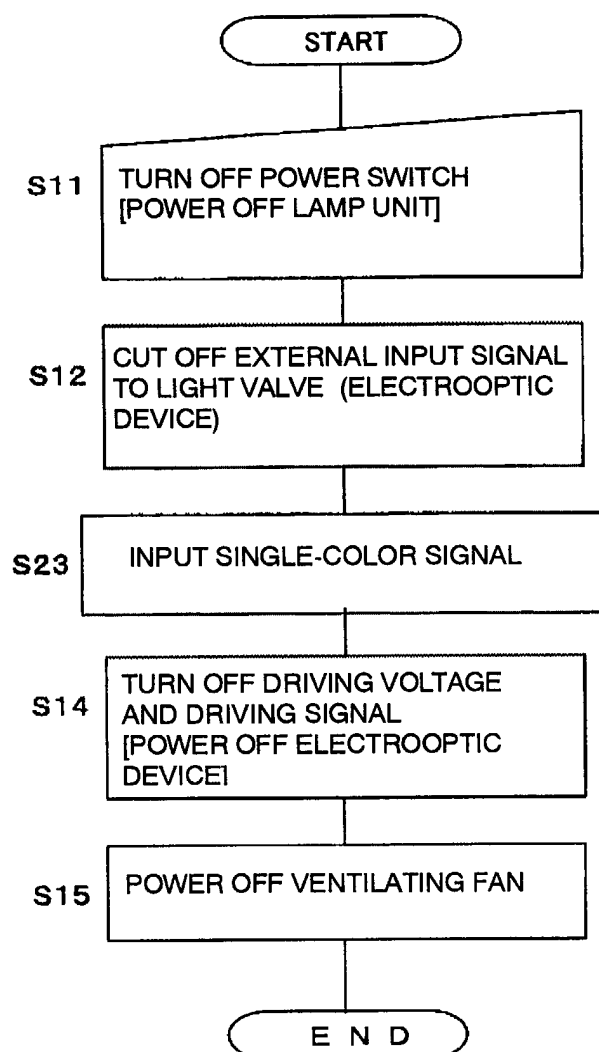 START
S11
TURN OFF POWER SWITCH
[POWER OFF LAMP UNIT]
S12
CUT OFF EXTERNAL INPUT SIGNAL
TO LIGHT VALVE (ELECTROOPTIC
DEVICE)
S23
INPUT SINGLE-COLOR SIGNAL
S14
TURN OFF DRIVING VOLTAGE
AND DRIVING SIGNAL
[POWER OFF ELECTROOPTIC
DEVICE]
S15
POWER OFF VENTILATING FAN
E N D